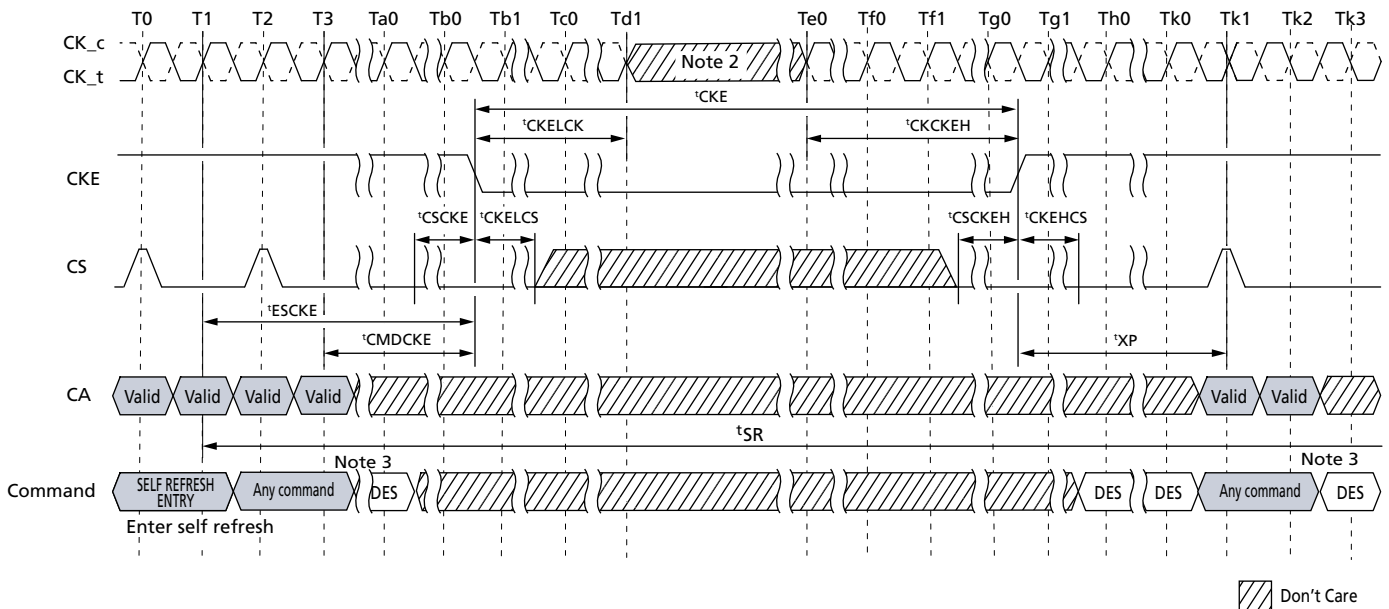 T0 T1 T2 T3 Ta0 Tb0 Tb1 Tc0 Td1 Te0 Tf0 Tf1 Tg0 Tg1 Th0 Tk0 Tk1 Tk2 Tk3
CK_c
CK_t
Note 2
tCKE
tCKELCK tCKCKEH
CKE
tCSCKE tCKELCS tCSCKEH tCKEHCS
CS
tESCKE
tCMDCKE tXP
CA Valid Valid Valid Valid Valid Valid
tSR
Note 3 Note 3
Command SELF REFRESH ENTRY Any command DES DES DES Any command DES
Enter self refresh
Don't Care